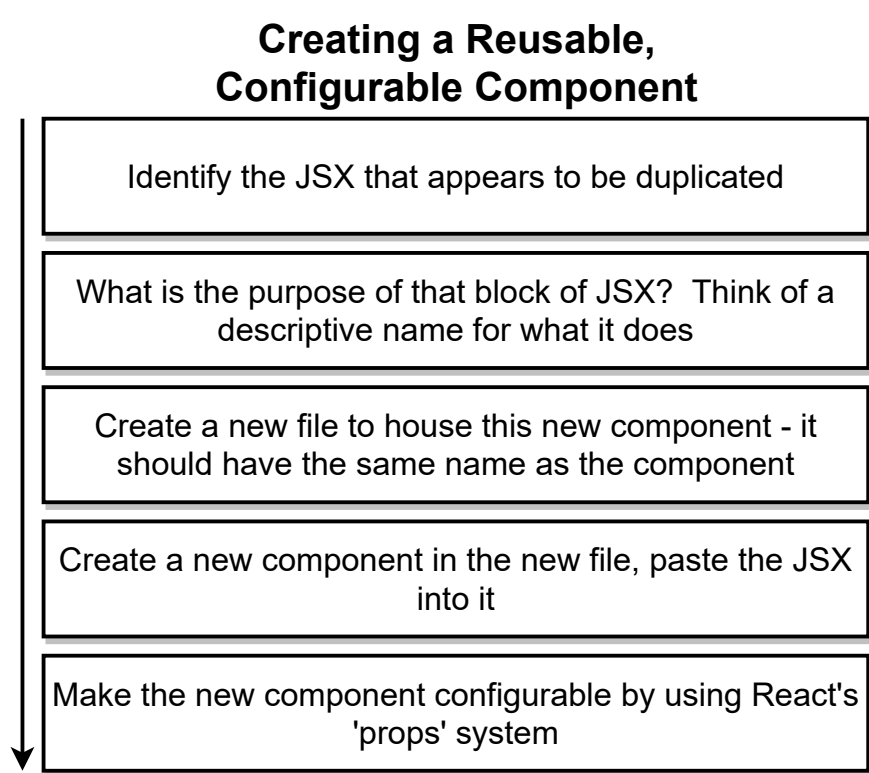 Creating a Reusable,
Configurable Component
Identify the JSX that appears to be duplicated
What is the purpose of that block of JSX?  Think of a
descriptive name for what it does
Create a new file to house this new component - it
should have the same name as the component
Create a new component in the new file, paste the JSX
into it
Make the new component configurable by using React's
'props' system